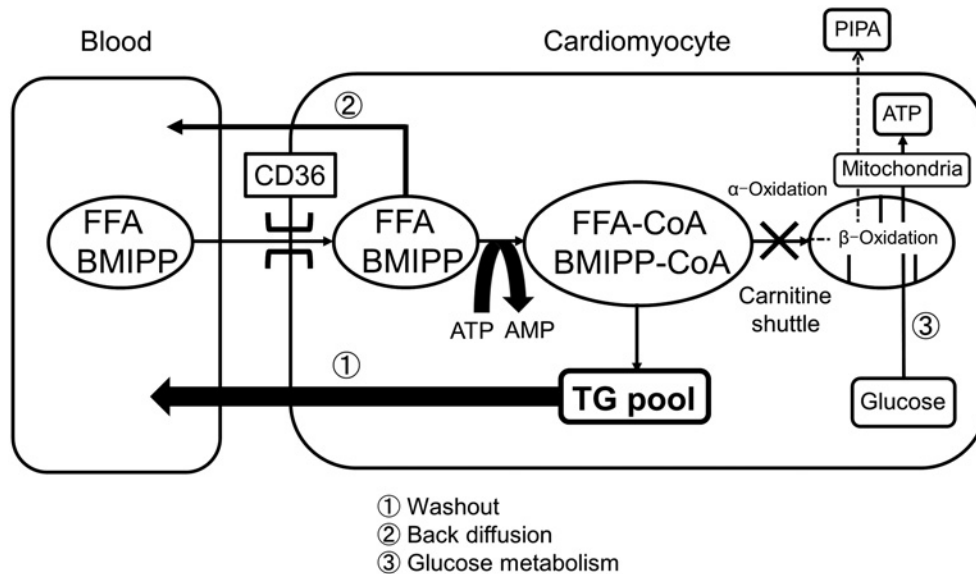 Blood
Cardiomyocyte
PIPA
②
ATP
CD36
Mitochondria
α-Oxidation
FFA
BMIPP
FFA
BMIPP
FFA-CoA
BMIPP-CoA
β-Oxidation
Carnitine
shuttle
ATP AMP
③
①
TG pool
Glucose
① Washout
② Back diffusion
③ Glucose metabolism